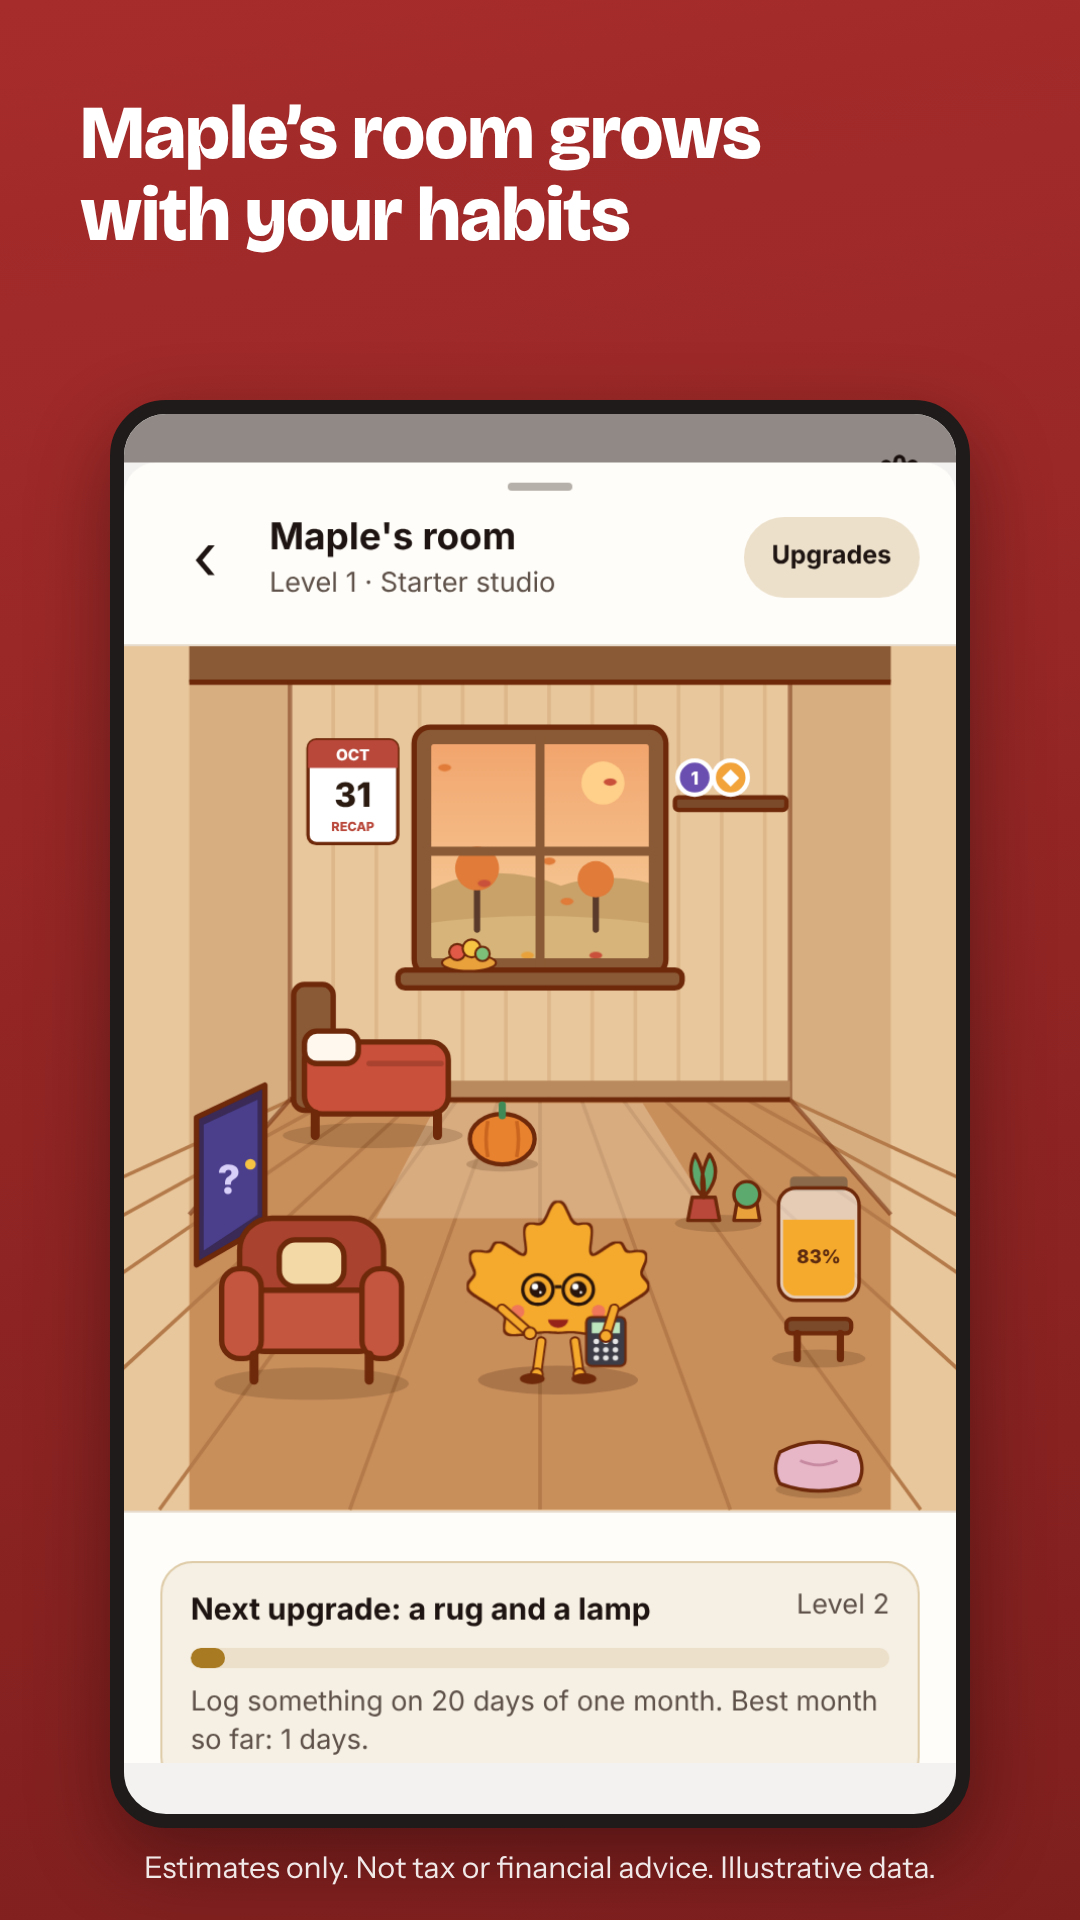 Maple’s room grows
with your habits
Maple's room
Level 1 · Starter studio
Upgrades
OCT
31
RECAP
1
?
83%
Next upgrade: a rug and a lamp
Level 2
Log something on 20 days of one month. Best month
so far: 1 days.
Estimates only. Not tax or financial advice. Illustrative data.